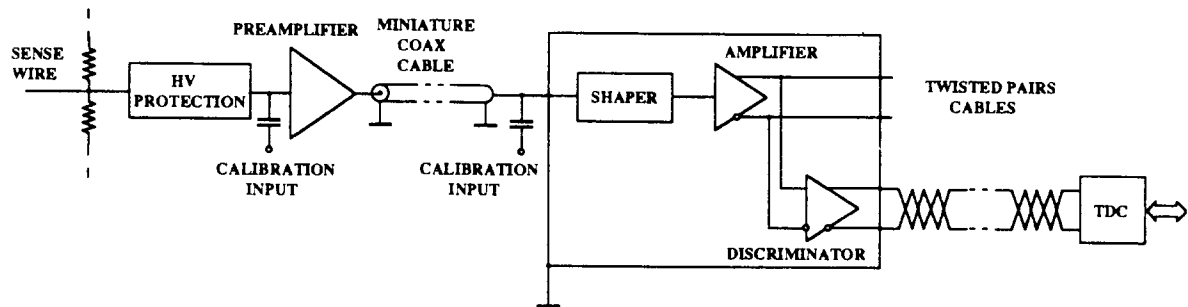 SENSE
WIRE
HV
PROTECTION
PREAMPLIFIER
CALIBRATION
INPUT
MINIATURE
COAX
CABLE
CALIBRATION
INPUT
SHAPER
AMPLIFIER
TWISTED PAIRS
CABLES
DISCRIMINATOR
TDC